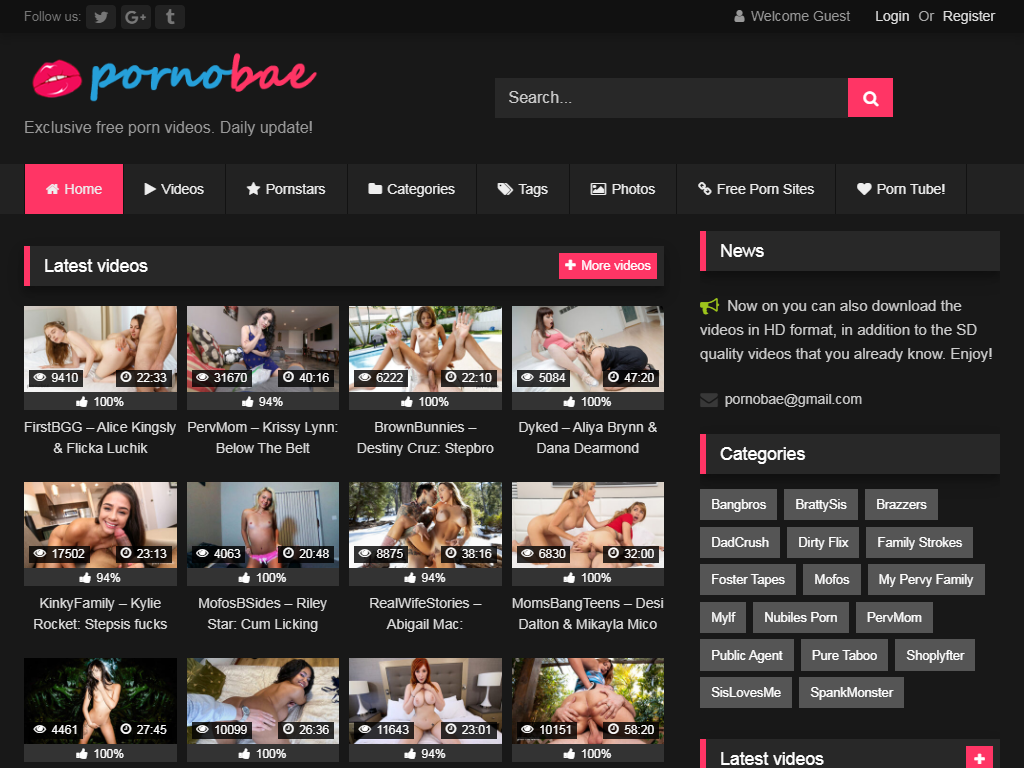 Follow us:
Welcome Guest Login Or Register
pornobae
Exclusive free porn videos. Daily update!
Search...
Home Videos Pornstars Categories Tags Photos Free Porn Sites Porn Tube!
Latest videos
More videos
9410 22:33
100%
FirstBGG – Alice Kingsly
& Flicka Luchik
31670 40:16
94%
PervMom – Krissy Lynn:
Below The Belt
6222 22:10
100%
BrownBunnies –
Destiny Cruz: Stepbro
5084 47:20
100%
Dyked – Aliya Brynn &
Dana Dearmond
17502 23:13
94%
KinkyFamily – Kylie
Rocket: Stepsis fucks
4063 20:48
100%
MofosBSides – Riley
Star: Cum Licking
8875 38:16
94%
RealWifeStories –
Abigail Mac:
6830 32:00
100%
MomsBangTeens – Desi
Dalton & Mikayla Mico
4461 27:45
100%
10099 26:36
100%
11643 23:01
94%
10151 58:20
100%
News
Now on you can also download the
videos in HD format, in addition to the SD
quality videos that you already know. Enjoy!
pornobae@gmail.com
Categories
Bangbros BrattySis Brazzers
DadCrush Dirty Flix Family Strokes
Foster Tapes Mofos My Pervy Family
Mylf Nubiles Porn PervMom
Public Agent Pure Taboo Shoplyfter
SisLovesMe SpankMonster
Latest videos